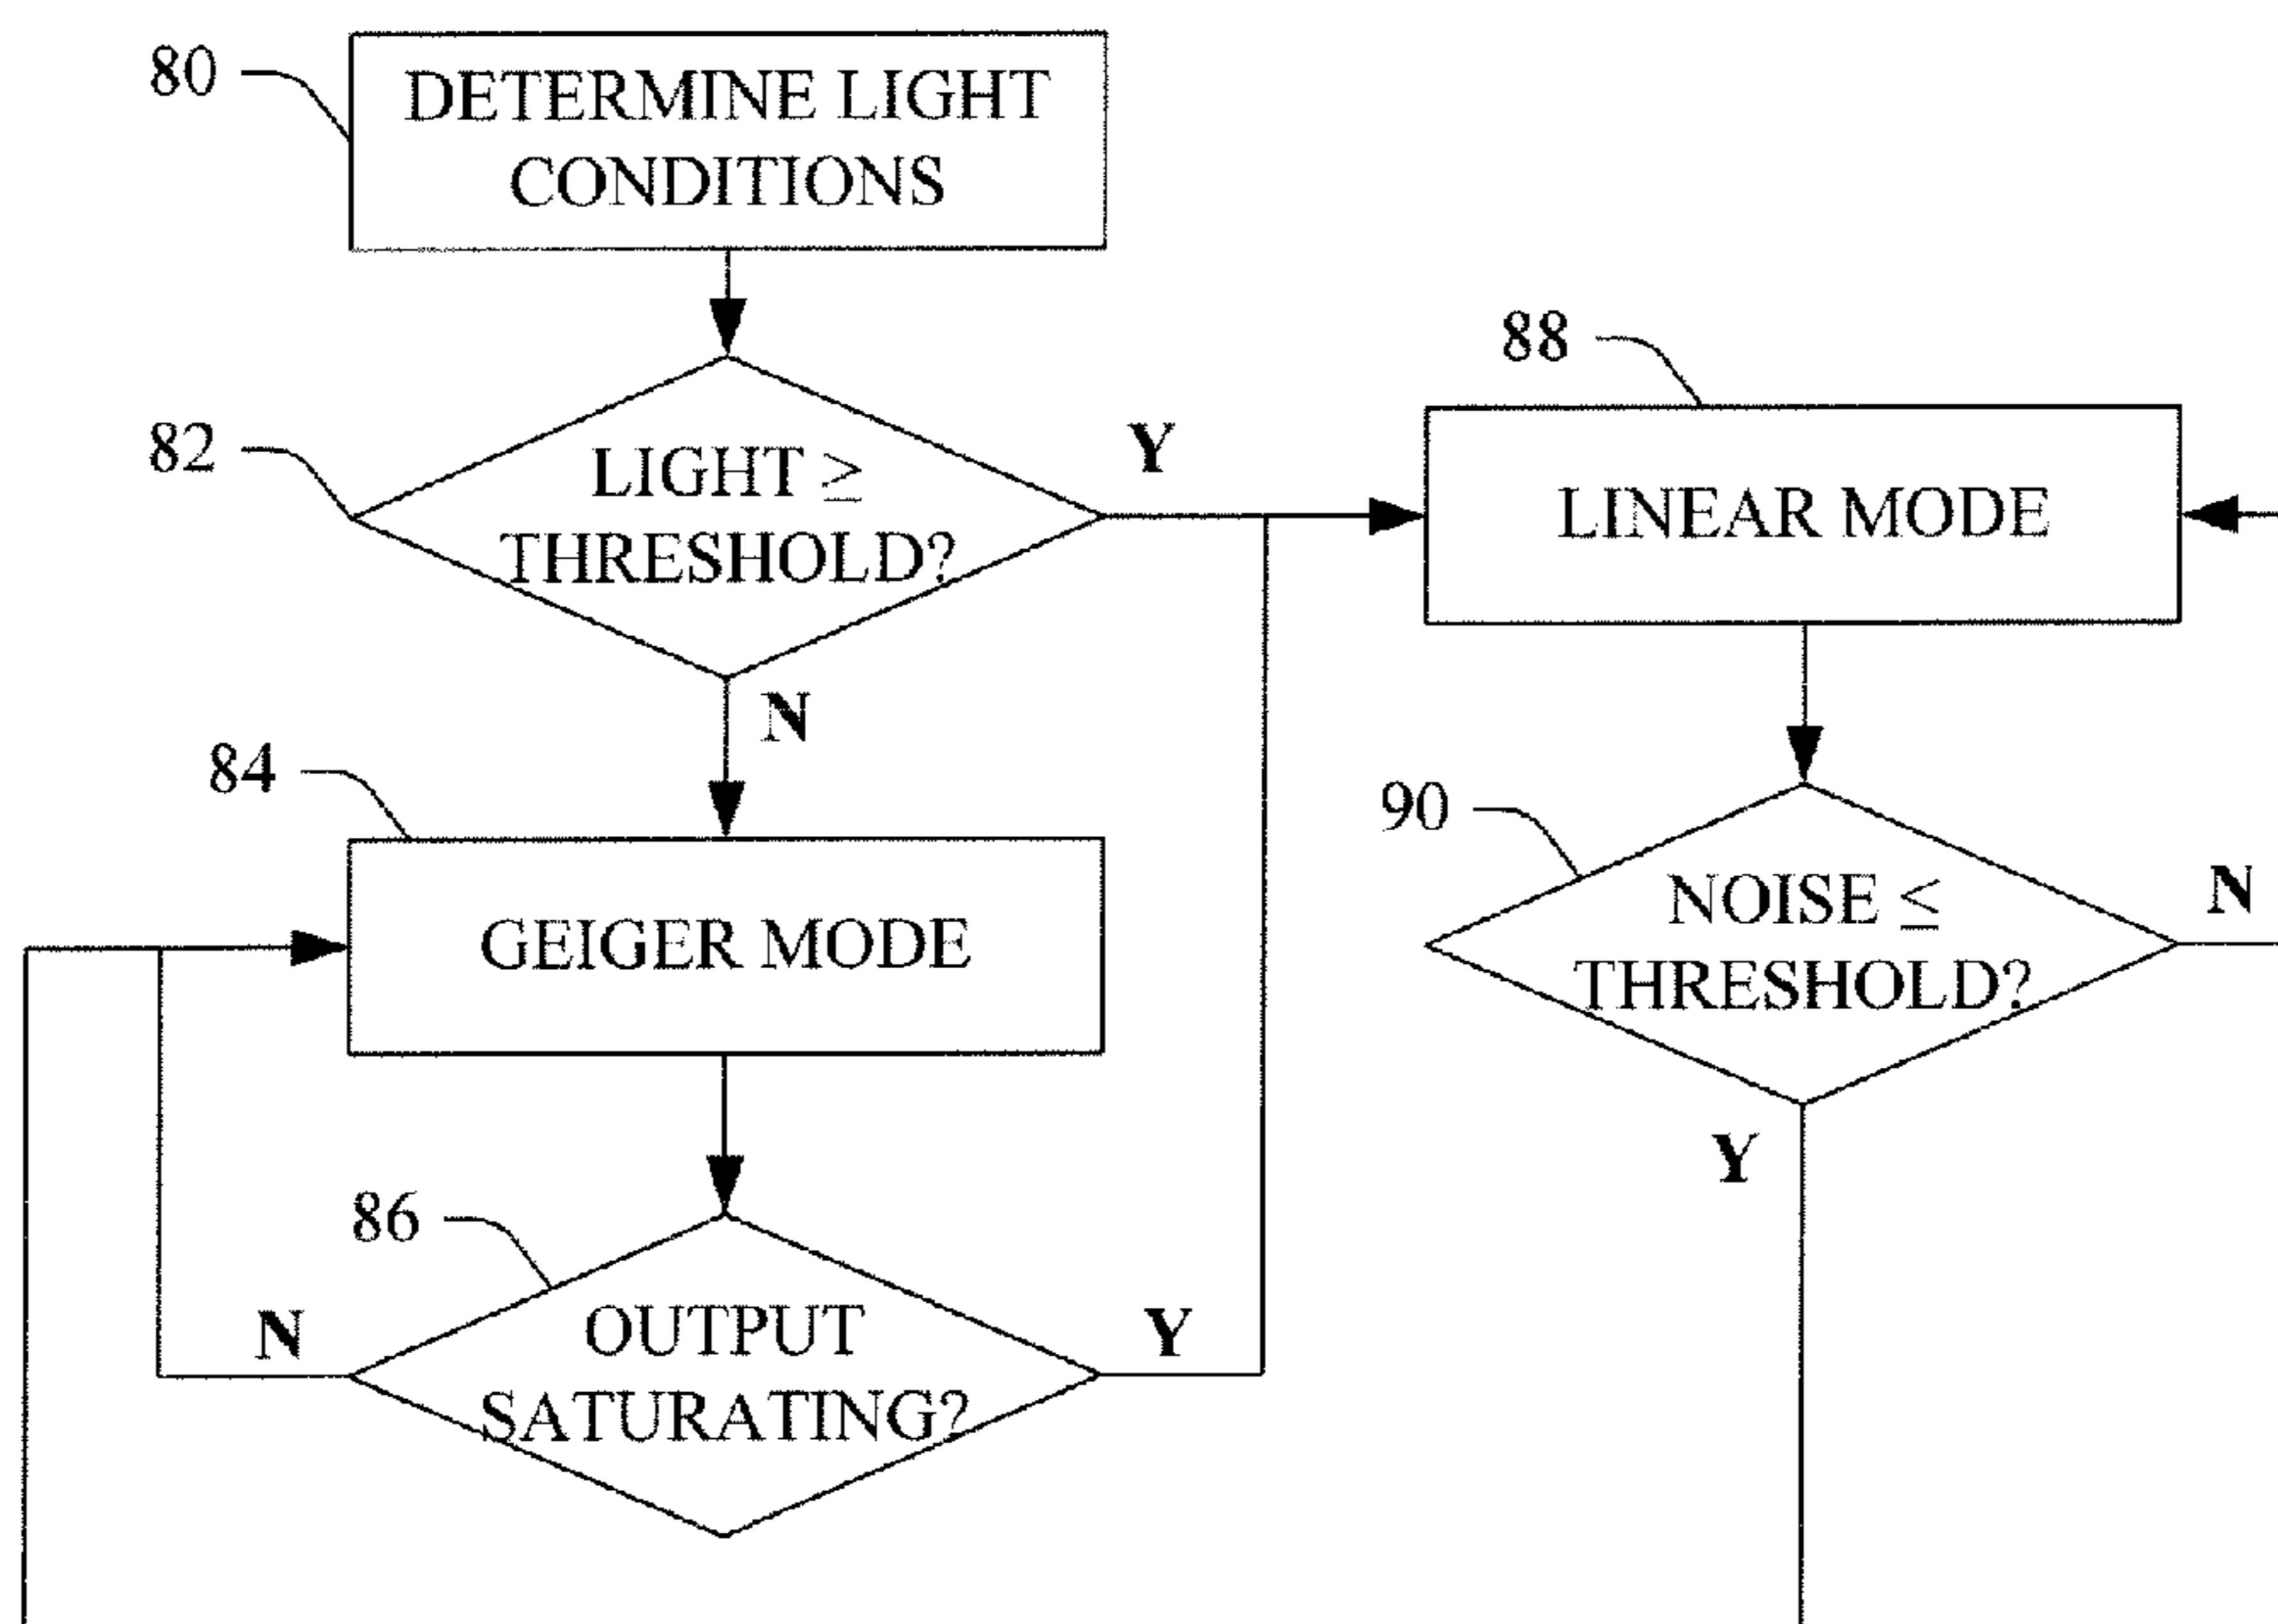 80
DETERMINE LIGHT
CONDITIONS
82
LIGHT ≥
THRESHOLD?
Y
N
88
LINEAR MODE
84
GEIGER MODE
90
NOISE ≤
THRESHOLD?
N
Y
86
OUTPUT
SATURATING?
N
Y